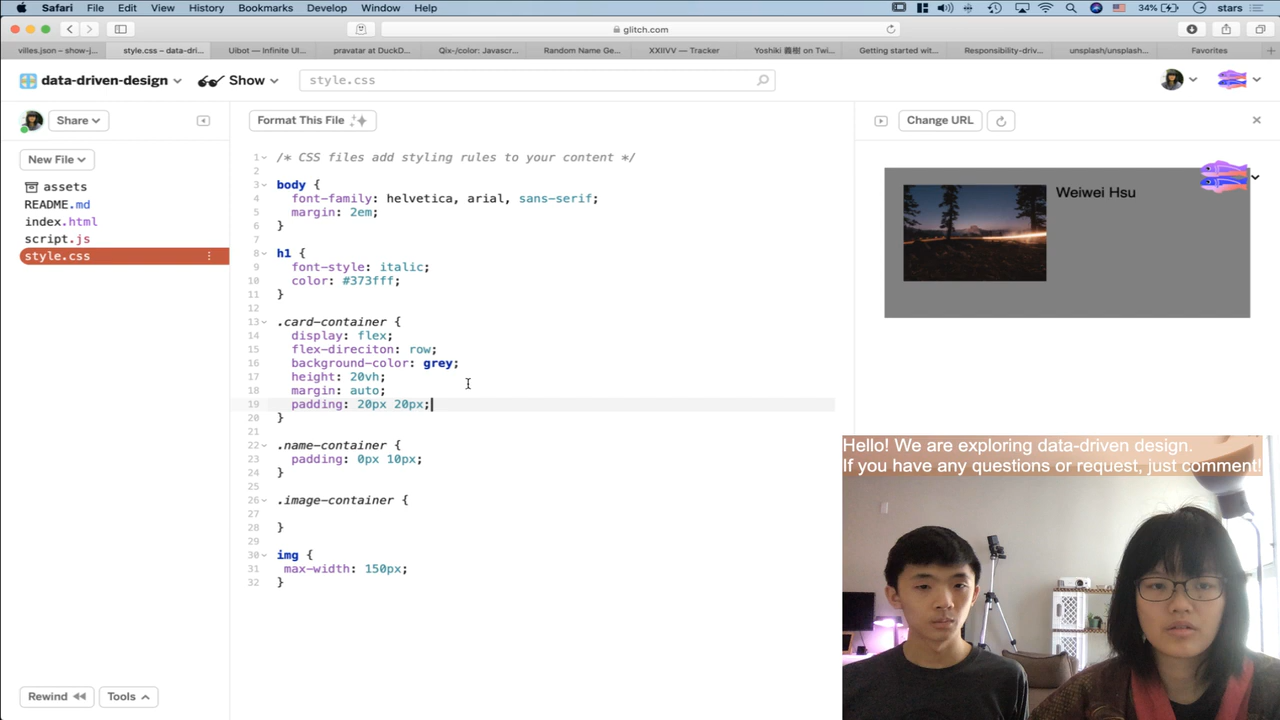 Safari File Edit View History Bookmarks Develop Window Help 34% stars
glitch.com
villes.json – show-j... style.css – data-dri... Uibot — Infinite UI... pravatar at DuckD... Qix-/color: Javascr... Random Name Ge... XXIIVV — Tracker Yoshiki 義樹 on Twi... Getting started wit... Responsibility-driv... unsplash/unsplash... Favorites
data-driven-design Show style.css
Share Format This File Change URL
New File
assets
README.md
index.html
script.js
style.css
1 /* CSS files add styling rules to your content */
2
3 body {
4 font-family: helvetica, arial, sans-serif;
5 margin: 2em;
6 }
7
8 h1 {
9 font-style: italic;
10 color: #373fff;
11 }
12
13 .card-container {
14 display: flex;
15 flex-direciton: row;
16 background-color: grey;
17 height: 20vh;
18 margin: auto;
19 padding: 20px 20px;
20 }
21
22 .name-container {
23 padding: 0px 10px;
24 }
25
26 .image-container {
27
28 }
29
30 img {
31 max-width: 150px;
32 }
Weiwei Hsu
Hello! We are exploring data-driven design.
If you have any questions or request, just comment!
Rewind Tools